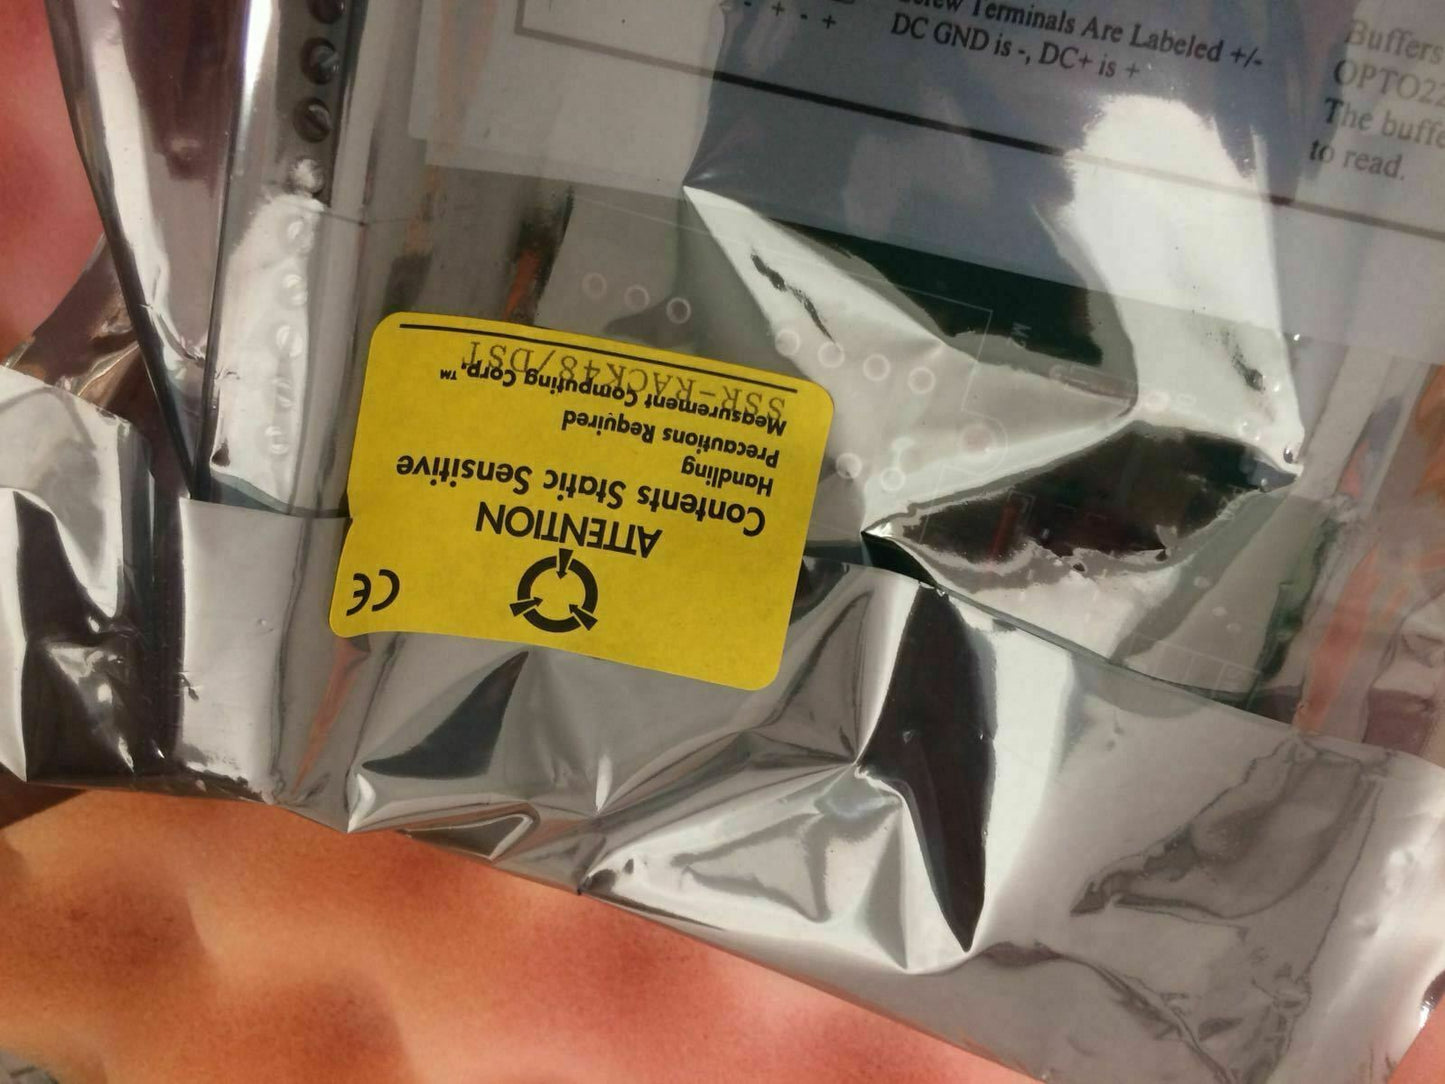 - + - +
Screw Terminals Are Labeled +/-
DC GND is -, DC+ is +
Buffers
OPTO22
The buffe
to read.
CE
ATTENTION
Contents Static Sensitive
Handling
Precautions Required
Measurement Computing Corp.™
SSR-RACK48/DST